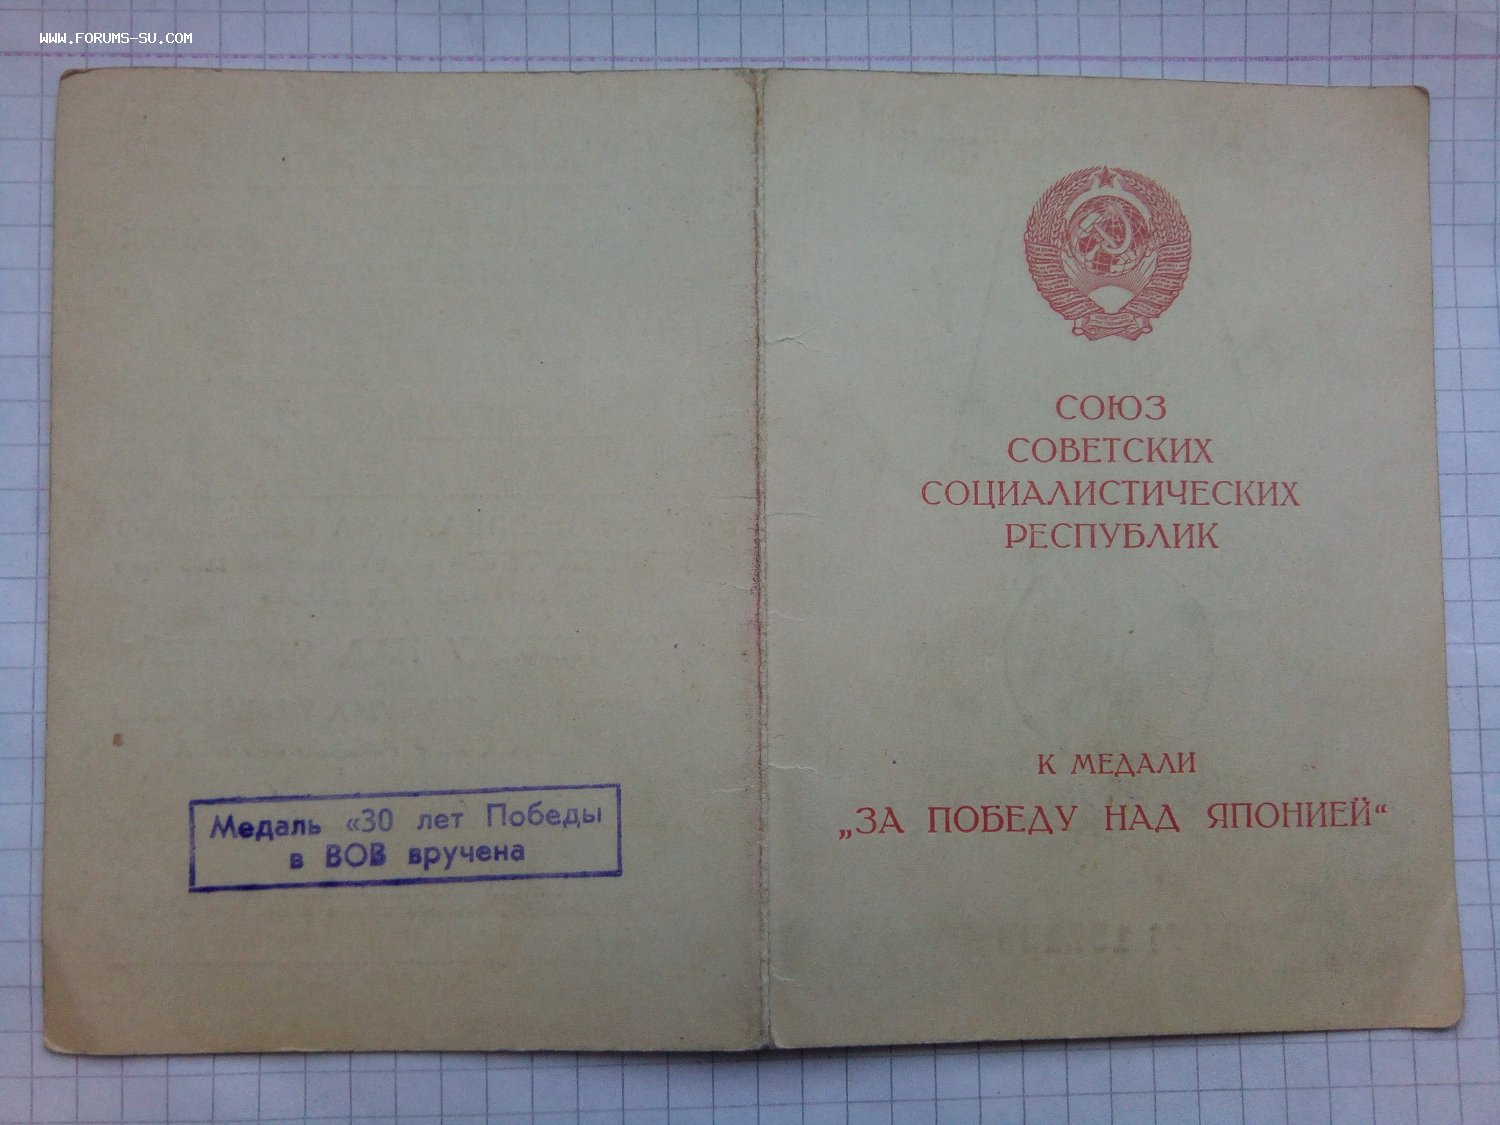 WWW.FORUMS-SU.COM
Медаль «30 лет Победы
в ВОВ вручена
СОЮЗ
СОВЕТСКИХ
СОЦИАЛИСТИЧЕСКИХ
РЕСПУБЛИК
К МЕДАЛИ
„ЗА ПОБЕДУ НАД ЯПОНИЕЙ“